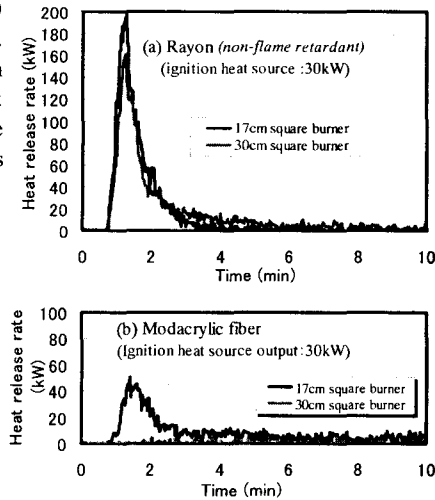 200
180
160
140
120
100
80
60
40
20
0
Heat release rate (kW)
(a) Rayon (non-flame retardant)
(ignition heat source :30kW)
17cm square burner
30cm square burner
0 2 4 6 8 10
Time (min)
100
80
60
40
20
0
Heat release rate
(kW)
(b) Modacrylic fiber
(Ignition heat source output:30kW)
17cm square burner
30cm square burner
0 2 4 6 8 10
Time (min)